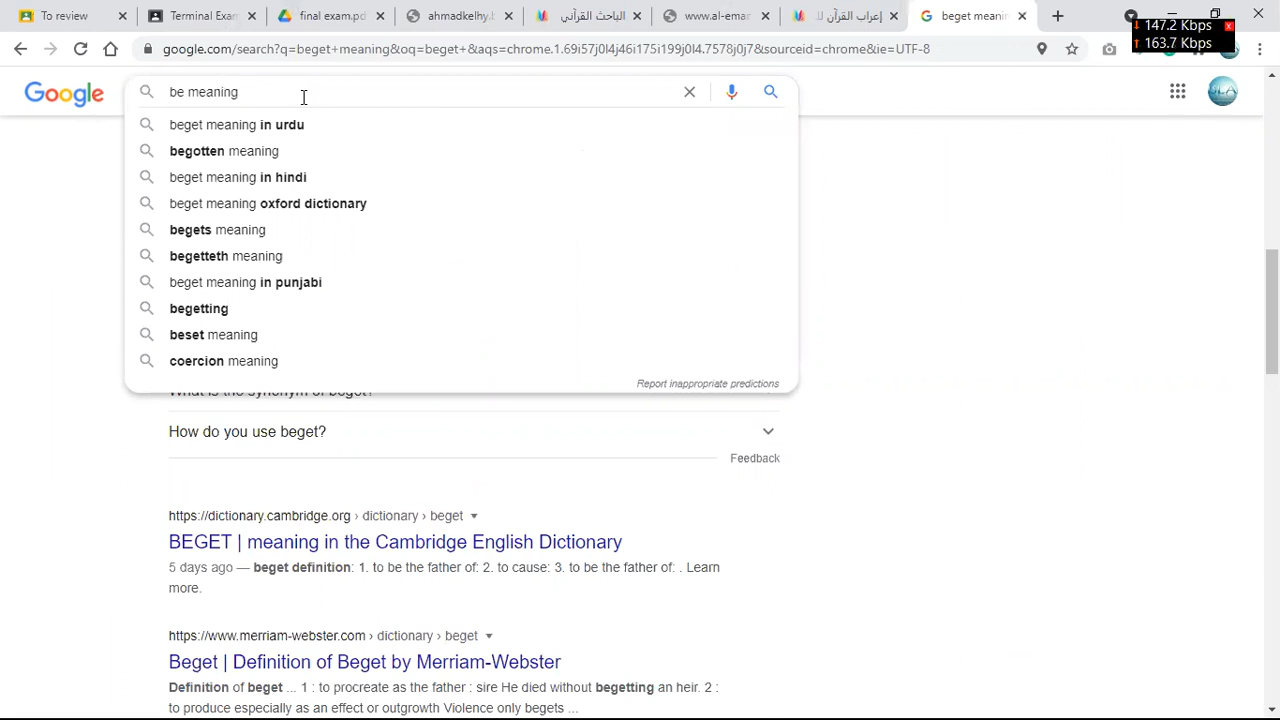 To review
Terminal Exam
final exam.pd
ahmadkelhy.b
الباحث القرآني
www.al-emar
إعراب القرآن لل
beget meani
147.2 Kbps
163.7 Kbps
google.com/search?q=beget+meaning&oq=beget&aqs=chrome.1.69i57j0l4j46i175i199j0l4.7578j0j7&sourceid=chrome&ie=UTF-8
Google
be meaning
beget meaning in urdu
begotten meaning
beget meaning in hindi
beget meaning oxford dictionary
begets meaning
begetteth meaning
beget meaning in punjabi
begetting
beset meaning
coercion meaning
Report inappropriate predictions
What is the synonym of beget?
How do you use beget?
Feedback
https://dictionary.cambridge.org › dictionary › beget
BEGET | meaning in the Cambridge English Dictionary
5 days ago — beget definition: 1. to be the father of: 2. to cause: 3. to be the father of: . Learn
more.
https://www.merriam-webster.com › dictionary › beget
Beget | Definition of Beget by Merriam-Webster
Definition of beget ... 1 : to procreate as the father : sire He died without begetting an heir. 2 :
to produce especially as an effect or outgrowth Violence only begets ...